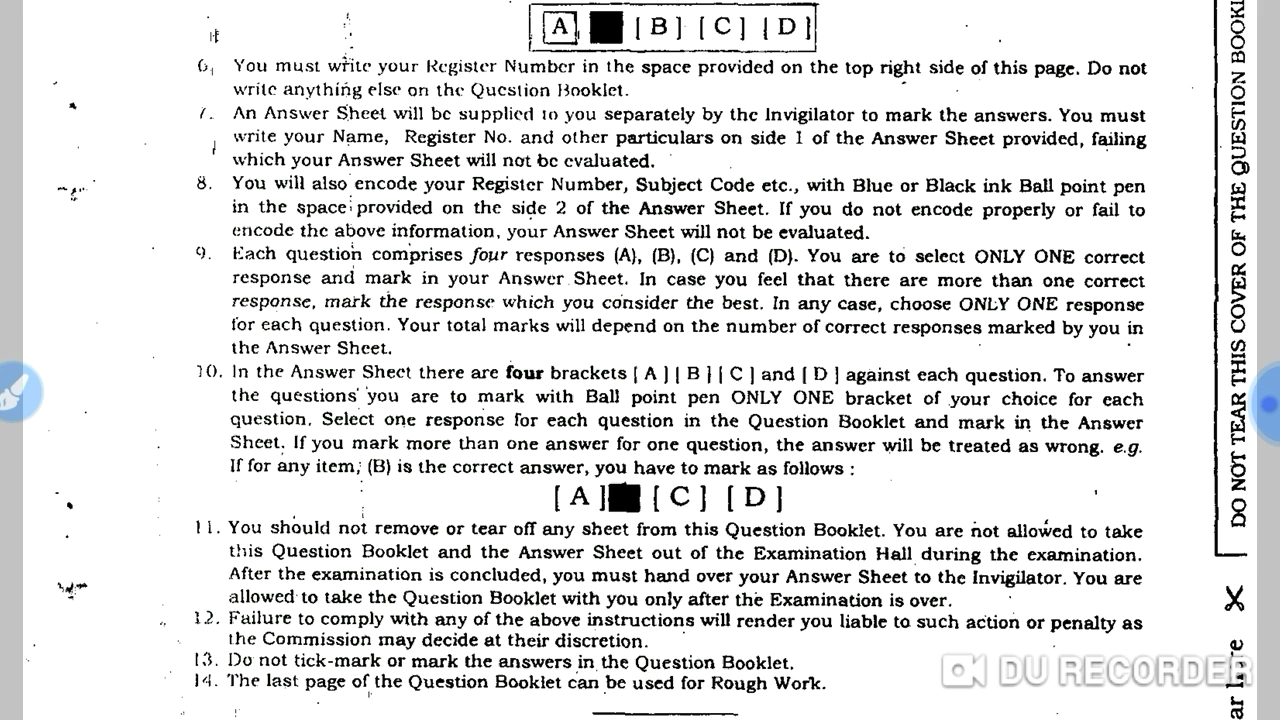 [A] [B] [C] [D]
6. You must write your Register Number in the space provided on the top right side of this page. Do not
write anything else on the Question Booklet.
7. An Answer Sheet will be supplied to you separately by the Invigilator to mark the answers. You must
write your Name, Register No. and other particulars on side 1 of the Answer Sheet provided, failing
which your Answer Sheet will not be evaluated.
8. You will also encode your Register Number, Subject Code etc., with Blue or Black ink Ball point pen
in the space provided on the side 2 of the Answer Sheet. If you do not encode properly or fail to
encode the above information, your Answer Sheet will not be evaluated.
9. Each question comprises four responses (A), (B), (C) and (D). You are to select ONLY ONE correct
response and mark in your Answer Sheet. In case you feel that there are more than one correct
response, mark the response which you consider the best. In any case, choose ONLY ONE response
for each question. Your total marks will depend on the number of correct responses marked by you in
the Answer Sheet.
10. In the Answer Sheet there are four brackets [ A ] [ B ] [ C ] and [ D ] against each question. To answer
the questions you are to mark with Ball point pen ONLY ONE bracket of your choice for each
question. Select one response for each question in the Question Booklet and mark in the Answer
Sheet. If you mark more than one answer for one question, the answer will be treated as wrong. e.g.
If for any item, (B) is the correct answer, you have to mark as follows :
[ A ] [ C ] [ D ]
11. You should not remove or tear off any sheet from this Question Booklet. You are not allowed to take
this Question Booklet and the Answer Sheet out of the Examination Hall during the examination.
After the examination is concluded, you must hand over your Answer Sheet to the Invigilator. You are
allowed to take the Question Booklet with you only after the Examination is over.
12. Failure to comply with any of the above instructions will render you liable to such action or penalty as
the Commission may decide at their discretion.
13. Do not tick-mark or mark the answers in the Question Booklet.
14. The last page of the Question Booklet can be used for Rough Work.
DO NOT TEAR THIS COVER OF THE QUESTION
DU RECORDER